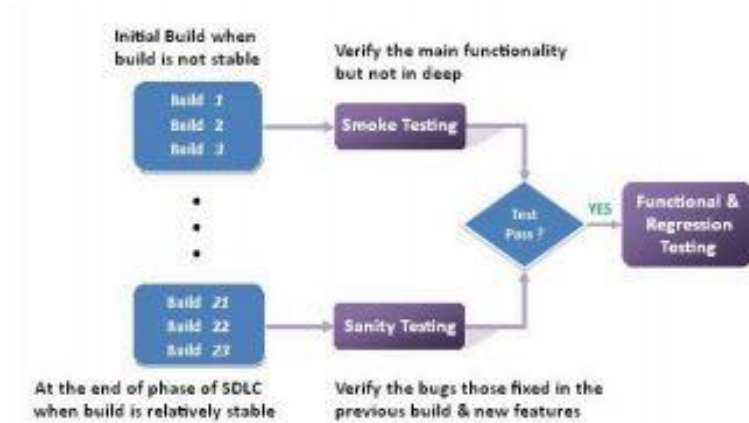 Initial Build when
build is not stable
Build 1
Build 2
Build 3
Verify the main functionality
but not in deep
Smoke Testing
Test
Pass ?
YES
Functional &
Regression
Testing
Build 21
Build 22
Build 23
Sanity Testing
At the end of phase of SDLC
when build is relatively stable
Verify the bugs those fixed in the
previous build & new features